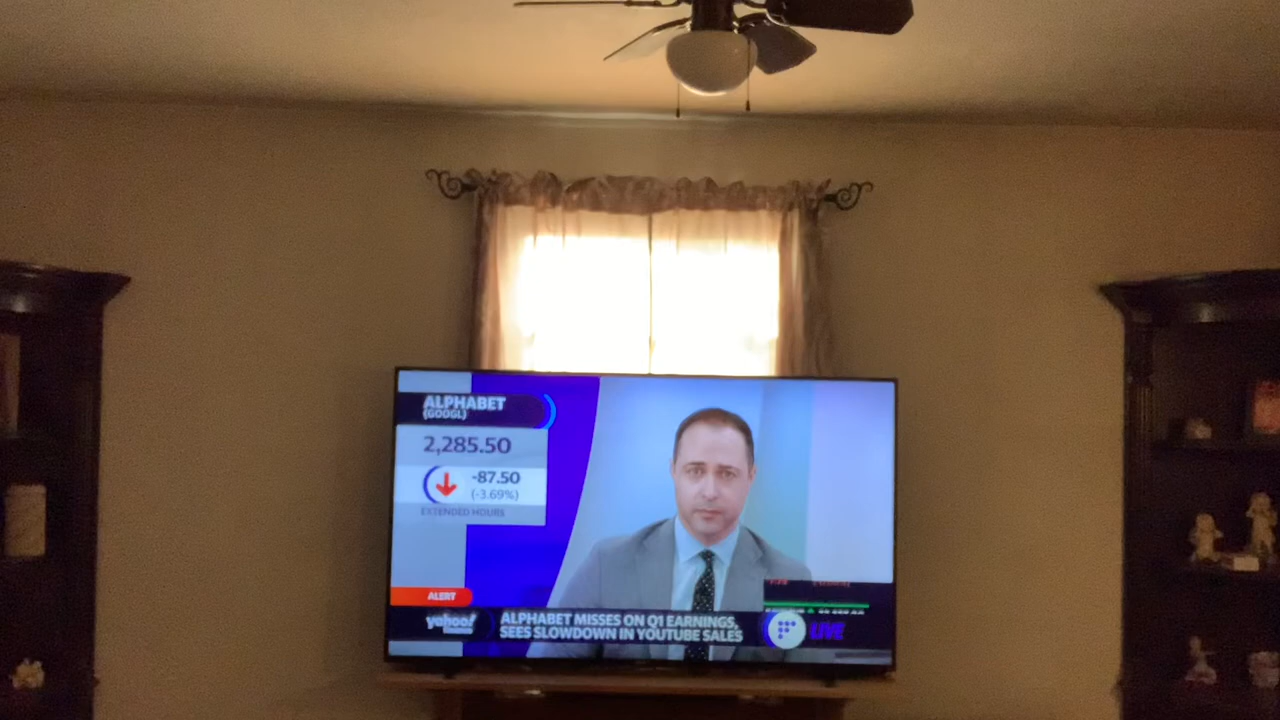 ALPHABET
(GOOGL)
2,285.50
-87.50
(-3.69%)
EXTENDED HOURS
ALERT
yahoo!
finance
ALPHABET MISSES ON Q1 EARNINGS,
SEES SLOWDOWN IN YOUTUBE SALES
LIVE